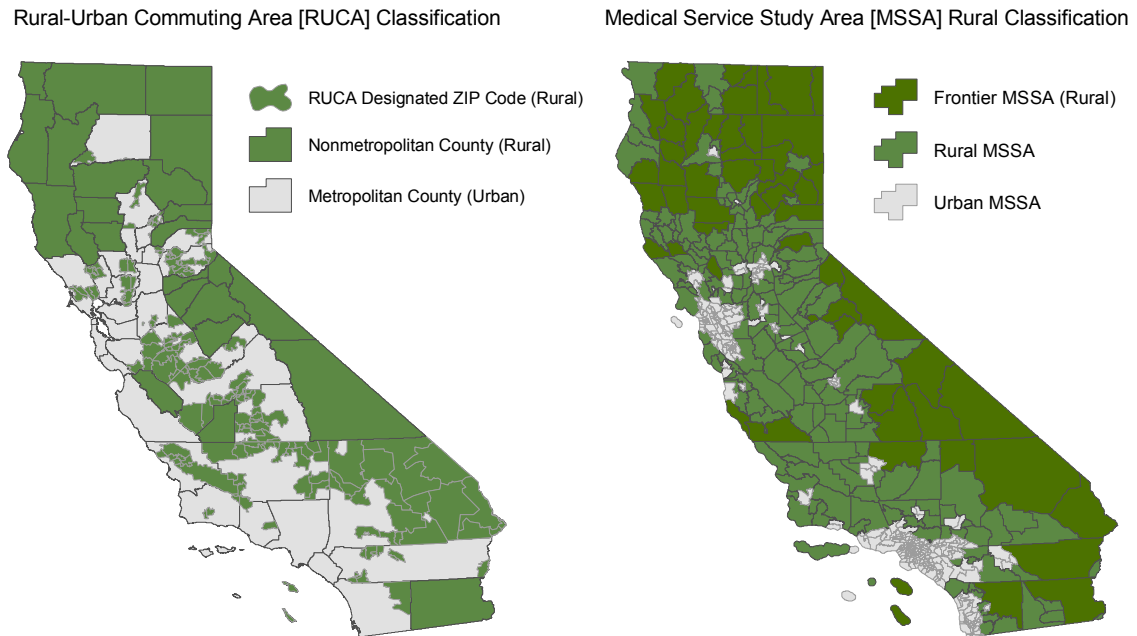 Rural-Urban Commuting Area [RUCA] Classification
RUCA Designated ZIP Code (Rural)
Nonmetropolitan County (Rural)
Metropolitan County (Urban)
Medical Service Study Area [MSSA] Rural Classification
Frontier MSSA (Rural)
Rural MSSA
Urban MSSA